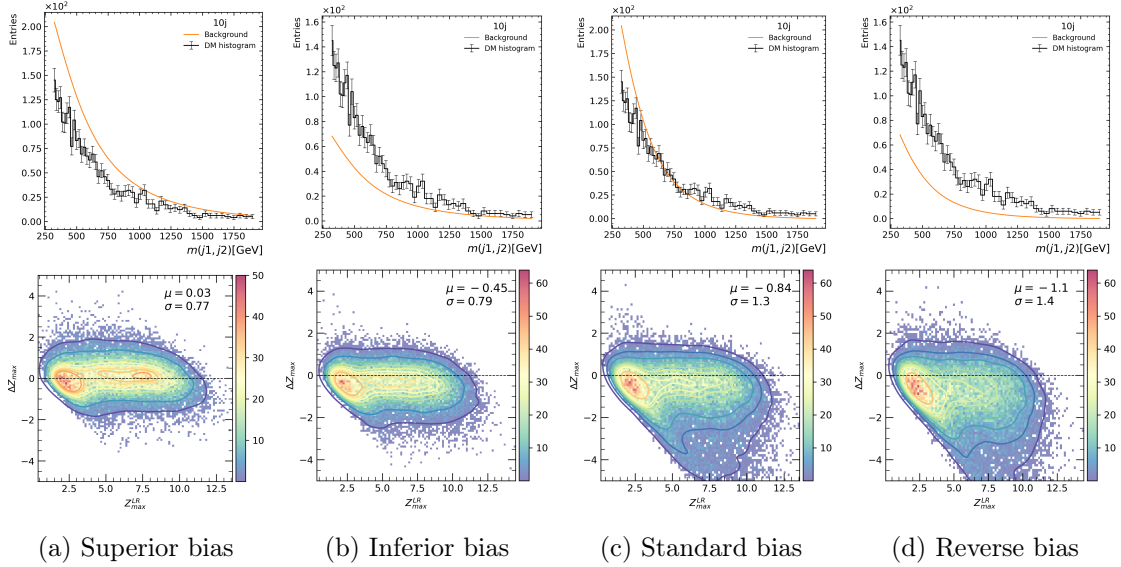 ×10²
Entries
10j
Background
DM histogram
2.00
1.75
1.50
1.25
1.00
0.75
0.50
0.25
0.00
250 500 750 1000 1250 1500 1750
m(j1, j2)[GeV]
×10²
Entries
10j
Background
DM histogram
1.6
1.4
1.2
1.0
0.8
0.6
0.4
0.2
0.0
250 500 750 1000 1250 1500 1750
m(j1, j2)[GeV]
×10²
Entries
10j
Background
DM histogram
2.00
1.75
1.50
1.25
1.00
0.75
0.50
0.25
0.00
250 500 750 1000 1250 1500 1750
m(j1, j2)[GeV]
×10²
Entries
10j
Background
DM histogram
1.6
1.4
1.2
1.0
0.8
0.6
0.4
0.2
0.0
250 500 750 1000 1250 1500 1750
m(j1, j2)[GeV]
μ = 0.03
σ = 0.77
ΔZmax
4
2
0
−2
−4
2.5 5.0 7.5 10.0 12.5
Z^LR_max
50
40
30
20
10
μ = −0.45
σ = 0.79
ΔZmax
4
2
0
−2
−4
2.5 5.0 7.5 10.0 12.5
Z^LR_max
60
50
40
30
20
10
μ = −0.84
σ = 1.3
ΔZmax
4
2
0
−2
−4
2.5 5.0 7.5 10.0 12.5
Z^LR_max
60
50
40
30
20
10
μ = −1.1
σ = 1.4
ΔZmax
4
2
0
−2
−4
2.5 5.0 7.5 10.0 12.5
Z^LR_max
60
50
40
30
20
10
(a) Superior bias
(b) Inferior bias
(c) Standard bias
(d) Reverse bias